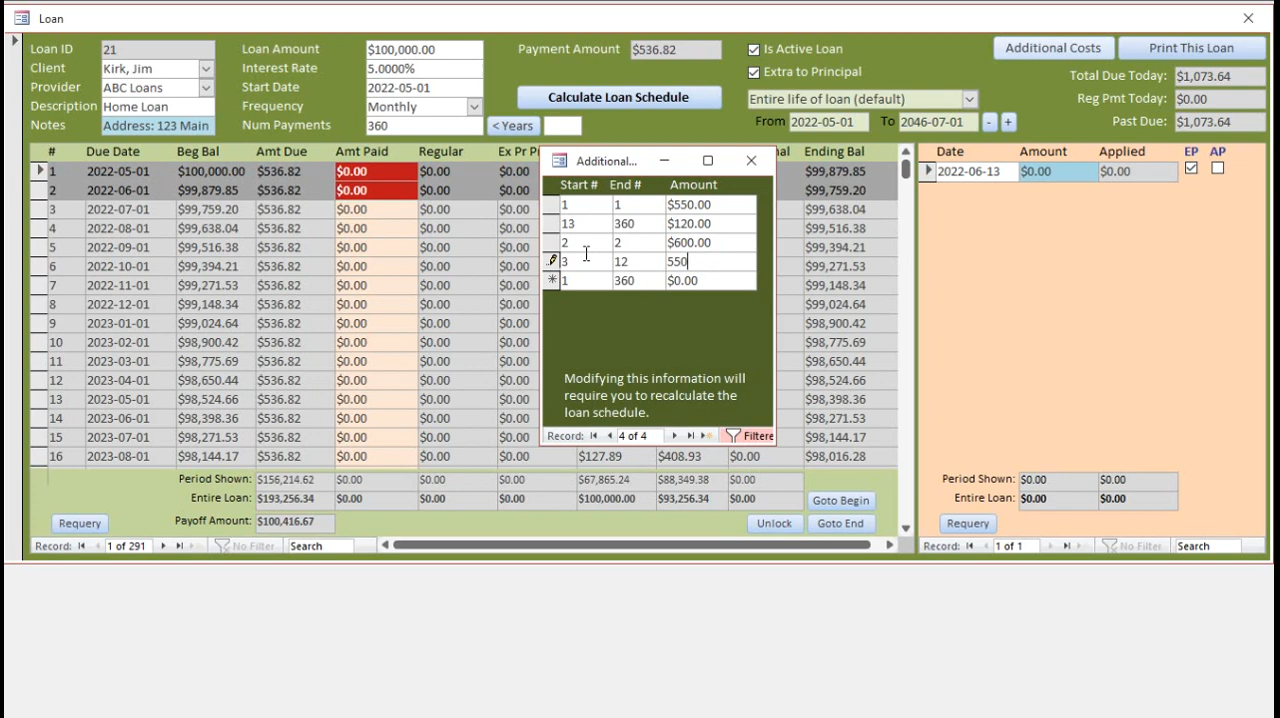 Loan
Loan ID 21 Loan Amount $100,000.00 Payment Amount $536.82 Is Active Loan Additional Costs Print This Loan
Client Kirk, Jim Interest Rate 5.0000% Extra to Principal Total Due Today: $1,073.64
Provider ABC Loans Start Date 2022-05-01 Calculate Loan Schedule Entire life of loan (default) Reg Pmt Today: $0.00
Description Home Loan Frequency Monthly From 2022-05-01 To 2046-07-01 - + Past Due: $1,073.64
Notes Address: 123 Main Num Payments 360 < Years
# Due Date Beg Bal Amt Due Amt Paid Regular Ex Pr P nal Ending Bal
1 2022-05-01 $100,000.00 $536.82 $0.00 $0.00 $0.00 $99,879.85
2 2022-06-01 $99,879.85 $536.82 $0.00 $0.00 $0.00 $99,759.20
3 2022-07-01 $99,759.20 $536.82 $0.00 $0.00 $0.00 $99,638.04
4 2022-08-01 $99,638.04 $536.82 $0.00 $0.00 $0.00 $99,516.38
5 2022-09-01 $99,516.38 $536.82 $0.00 $0.00 $0.00 $99,394.21
6 2022-10-01 $99,394.21 $536.82 $0.00 $0.00 $0.00 $99,271.53
7 2022-11-01 $99,271.53 $536.82 $0.00 $0.00 $0.00 $99,148.34
8 2022-12-01 $99,148.34 $536.82 $0.00 $0.00 $0.00 $99,024.64
9 2023-01-01 $99,024.64 $536.82 $0.00 $0.00 $0.00 $98,900.42
10 2023-02-01 $98,900.42 $536.82 $0.00 $0.00 $0.00 $98,775.69
11 2023-03-01 $98,775.69 $536.82 $0.00 $0.00 $0.00 $98,650.44
12 2023-04-01 $98,650.44 $536.82 $0.00 $0.00 $0.00 $98,524.66
13 2023-05-01 $98,524.66 $536.82 $0.00 $0.00 $0.00 $98,398.36
14 2023-06-01 $98,398.36 $536.82 $0.00 $0.00 $0.00 $98,271.53
15 2023-07-01 $98,271.53 $536.82 $0.00 $0.00 $0.00 $98,144.17
16 2023-08-01 $98,144.17 $536.82 $0.00 $0.00 $0.00 $127.89 $408.93 $0.00 $98,016.28
Period Shown: $156,214.62 $0.00 $0.00 $0.00 $67,865.24 $88,349.38 $0.00
Entire Loan: $193,256.34 $0.00 $0.00 $0.00 $100,000.00 $93,256.34 $0.00 Goto Begin
Requery Payoff Amount: $100,416.67 Unlock Goto End
Record: 1 of 291 No Filter Search
Additional...
Start # End # Amount
1 1 $550.00
13 360 $120.00
2 2 $600.00
3 12 550
* 1 360 $0.00
Modifying this information will
require you to recalculate the
loan schedule.
Record: 4 of 4 Filtere
Date Amount Applied EP AP
2022-06-13 $0.00 $0.00
Period Shown: $0.00 $0.00
Entire Loan: $0.00 $0.00
Requery
Record: 1 of 1 No Filter Search